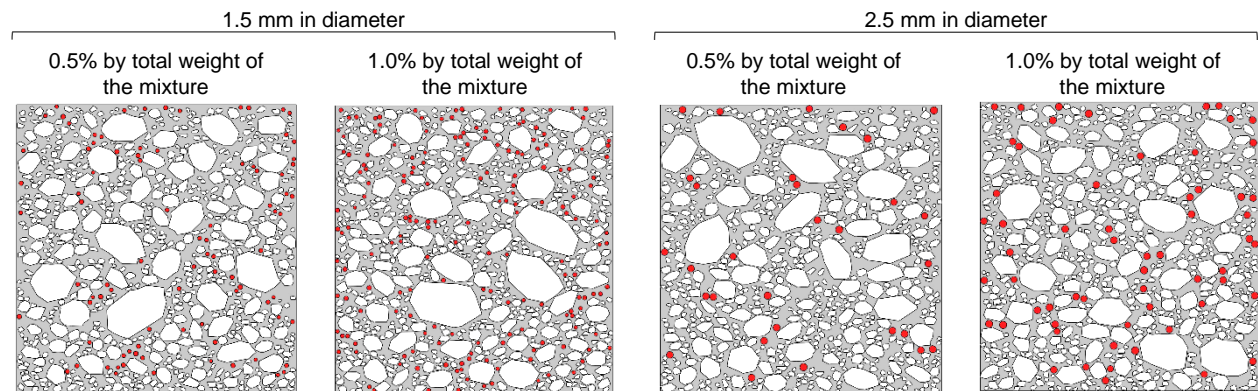 1.5 mm in diameter
2.5 mm in diameter
0.5% by total weight of
the mixture
1.0% by total weight of
the mixture
0.5% by total weight of
the mixture
1.0% by total weight of
the mixture